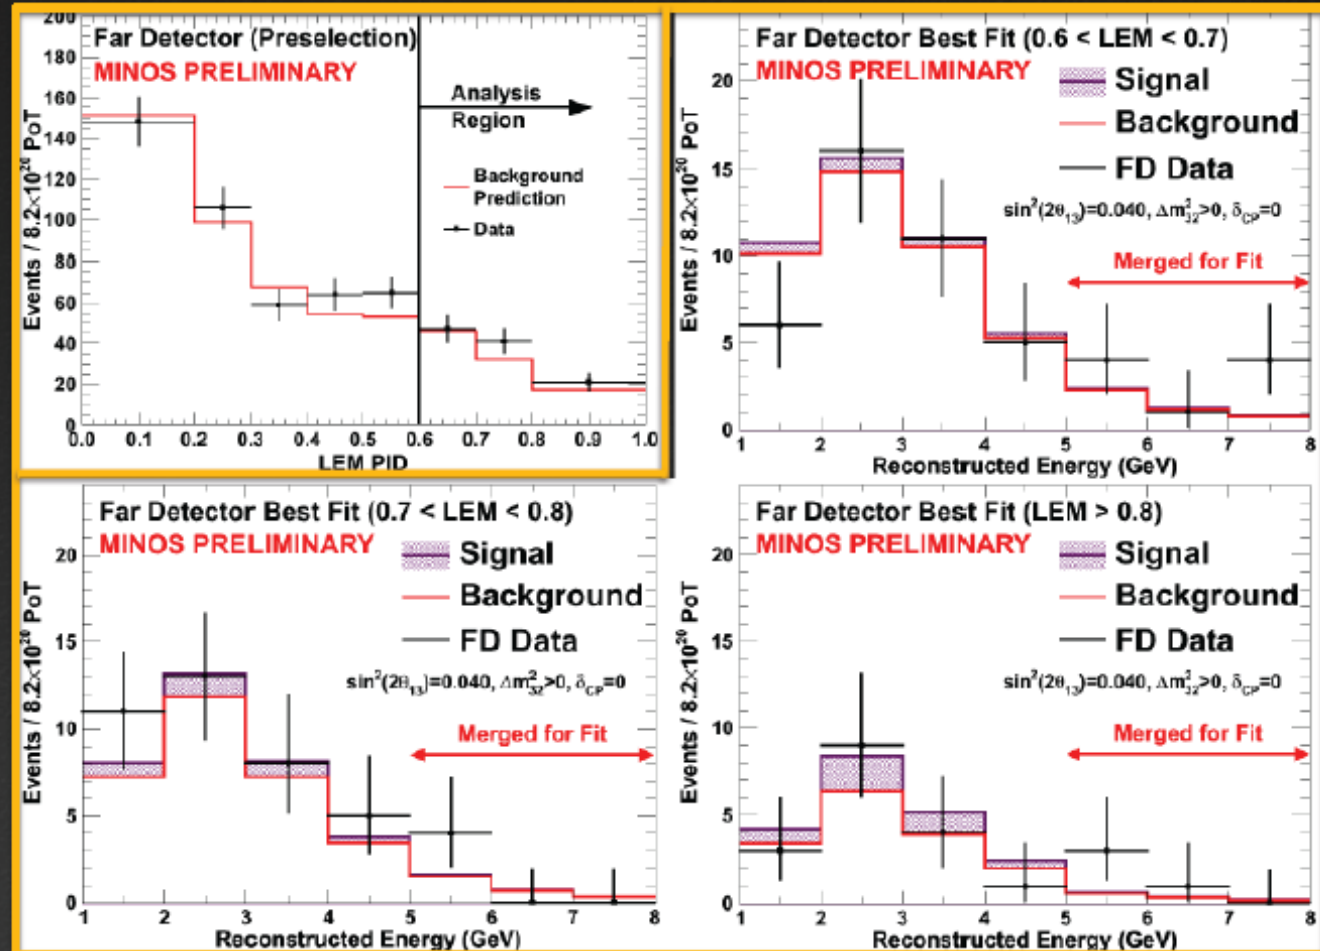 Far Detector (Preselection)
MINOS PRELIMINARY
Analysis
Region
Background
Prediction
Data
Events / 8.2×10²⁰ PoT
200
180
160
140
120
100
80
60
40
20
0
0.0 0.1 0.2 0.3 0.4 0.5 0.6 0.7 0.8 0.9 1.0
LEM PID
Far Detector Best Fit (0.6 < LEM < 0.7)
MINOS PRELIMINARY
Signal
Background
FD Data
sin²(2θ₁₃)=0.040, Δm²₃₂>0, δ_CP=0
Merged for Fit
Events / 8.2×10²⁰ PoT
20
15
10
5
0
1 2 3 4 5 6 7 8
Reconstructed Energy (GeV)
Far Detector Best Fit (0.7 < LEM < 0.8)
MINOS PRELIMINARY
Signal
Background
FD Data
sin²(2θ₁₃)=0.040, Δm²₃₂>0, δ_CP=0
Merged for Fit
Events / 8.2×10²⁰ PoT
20
15
10
5
0
1 2 3 4 5 6 7 8
Reconstructed Energy (GeV)
Far Detector Best Fit (LEM > 0.8)
MINOS PRELIMINARY
Signal
Background
FD Data
sin²(2θ₁₃)=0.040, Δm²₃₂>0, δ_CP=0
Merged for Fit
Events / 8.2×10²⁰ PoT
20
15
10
5
0
1 2 3 4 5 6 7 8
Reconstructed Energy (GeV)